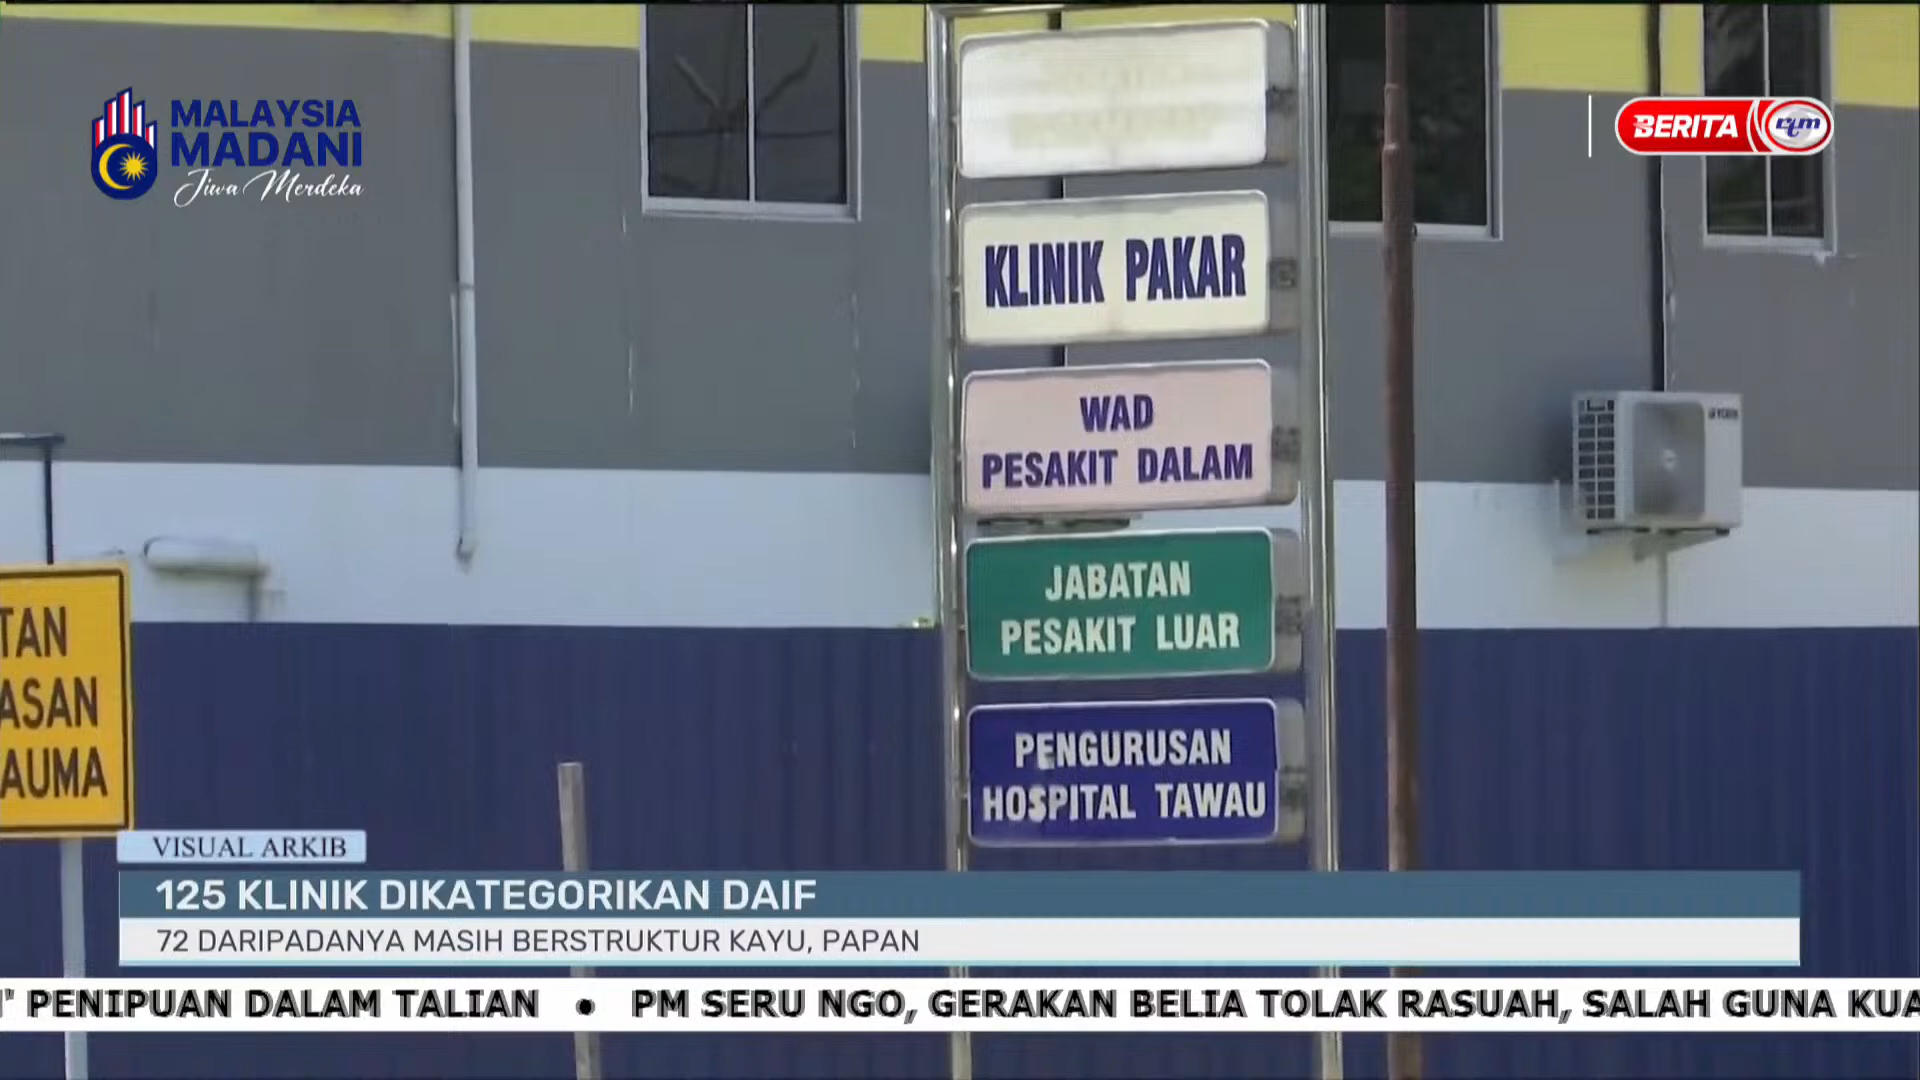 MALAYSIA
MADANI
Jiwa Merdeka
BERITA rtm
KLINIK PAKAR
WAD
PESAKIT DALAM
JABATAN
PESAKIT LUAR
PENGURUSAN
HOSPITAL TAWAU
TAN
ASAN
AUMA
VISUAL ARKIB
125 KLINIK DIKATEGORIKAN DAIF
72 DARIPADANYA MASIH BERSTRUKTUR KAYU, PAPAN
' PENIPUAN DALAM TALIAN • PM SERU NGO, GERAKAN BELIA TOLAK RASUAH, SALAH GUNA KUA